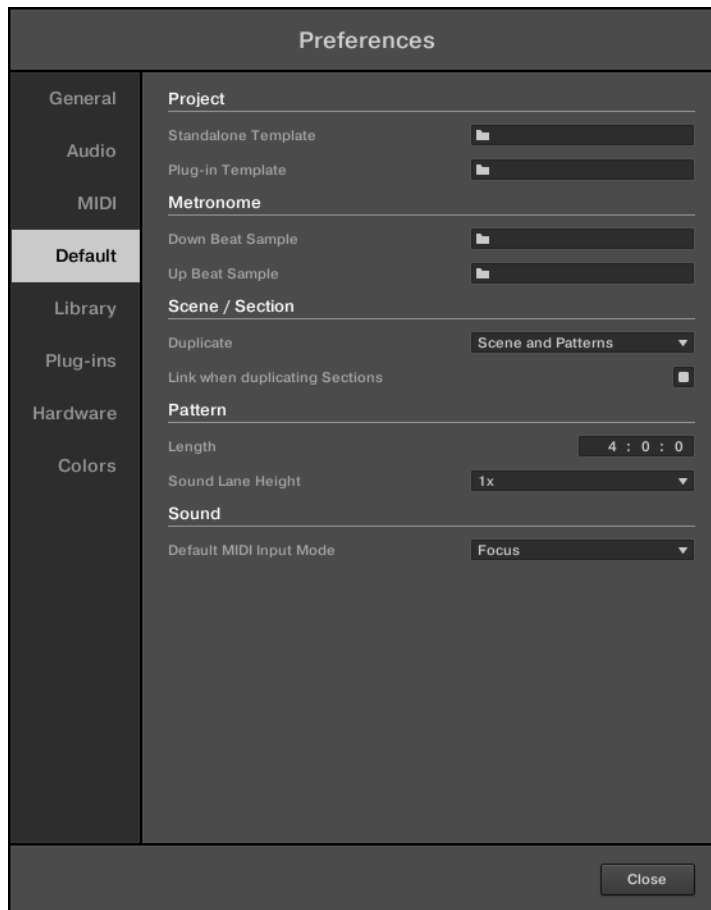 Preferences
General
Audio
MIDI
Default
Library
Plug-ins
Hardware
Colors
Project
Standalone Template
Plug-in Template
Metronome
Down Beat Sample
Up Beat Sample
Scene / Section
Duplicate Scene and Patterns
Link when duplicating Sections
Pattern
Length 4 : 0 : 0
Sound Lane Height 1x
Sound
Default MIDI Input Mode Focus
Close